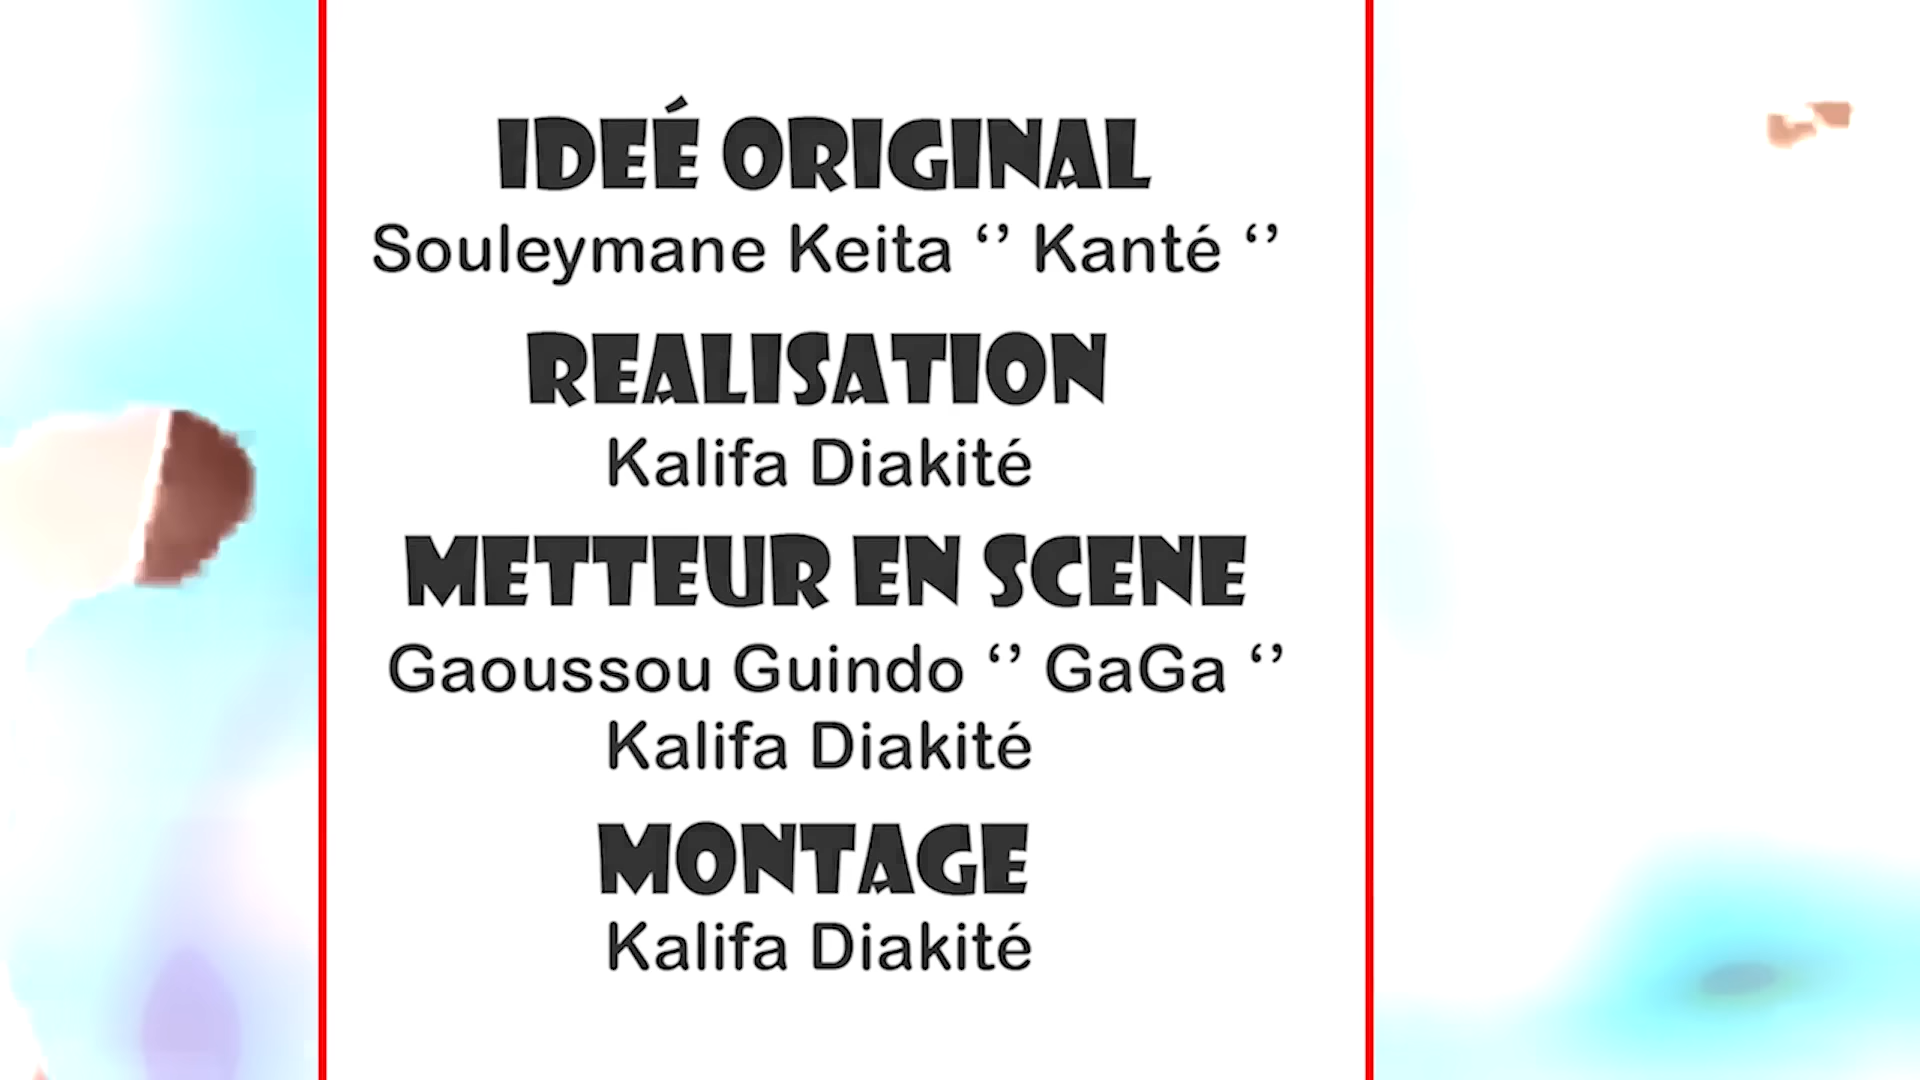 IDEÉ ORIGINAL
Souleymane Keita ‘’ Kanté ‘’
REALISATION
Kalifa Diakité
METTEUR EN SCENE
Gaoussou Guindo ‘’ GaGa ‘’
Kalifa Diakité
MONTAGE
Kalifa Diakité